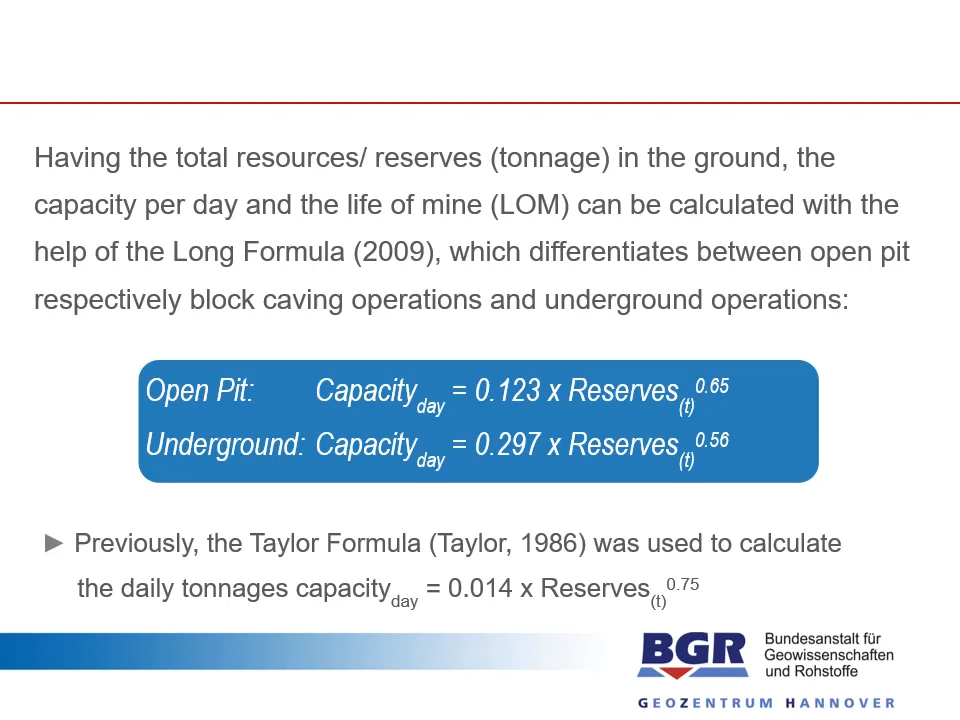 Having the total resources/ reserves (tonnage) in the ground, the
capacity per day and the life of mine (LOM) can be calculated with the
help of the Long Formula (2009), which differentiates between open pit
respectively block caving operations and underground operations:
Open Pit: Capacity_day = 0.123 x Reserves_(t)^0.65
Underground: Capacity_day = 0.297 x Reserves_(t)^0.56
► Previously, the Taylor Formula (Taylor, 1986) was used to calculate
the daily tonnages capacity_day = 0.014 x Reserves_(t)^0.75
BGR
Bundesanstalt für
Geowissenschaften
und Rohstoffe
GEOZENTRUM HANNOVER